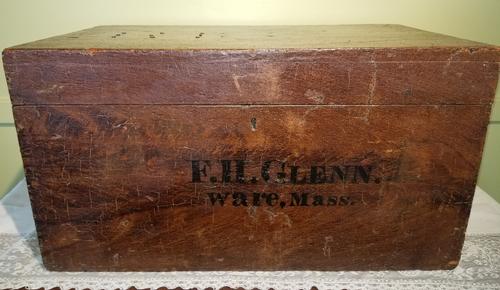 F.H. GLENN.
Ware, Mass.